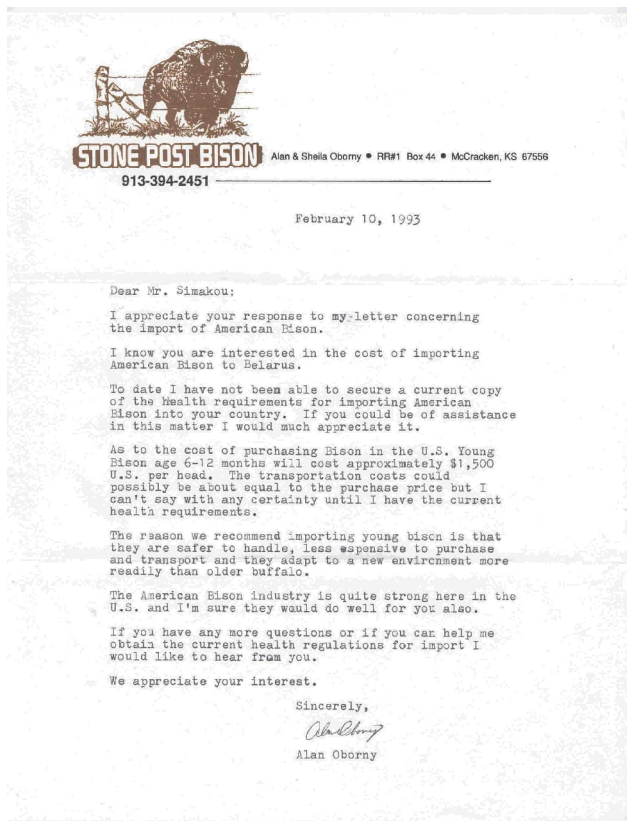 STONE POST BISON
Alan & Sheila Oborny ● RR#1 Box 44 ● McCracken, KS 67556
913-394-2451
February 10, 1993
Dear Mr. Simakou:
I appreciate your response to my letter concerning
the import of American Bison.
I know you are interested in the cost of importing
American Bison to Belarus.
To date I have not been able to secure a current copy
of the Health requirements for importing American
Bison into your country. If you could be of assistance
in this matter I would much appreciate it.
As to the cost of purchasing Bison in the U.S. Young
Bison age 6-12 months will cost approximately $1,500
U.S. per head. The transportation costs could
possibly be about equal to the purchase price but I
can't say with any certainty until I have the current
health requirements.
The reason we recommend importing young bison is that
they are safer to handle, less espensive to purchase
and transport and they adapt to a new environment more
readily than older buffalo.
The American Bison industry is quite strong here in the
U.S. and I'm sure they would do well for you also.
If you have any more questions or if you can help me
obtain the current health regulations for import I
would like to hear from you.
We appreciate your interest.
Sincerely,
Alan Oborny
Alan Oborny